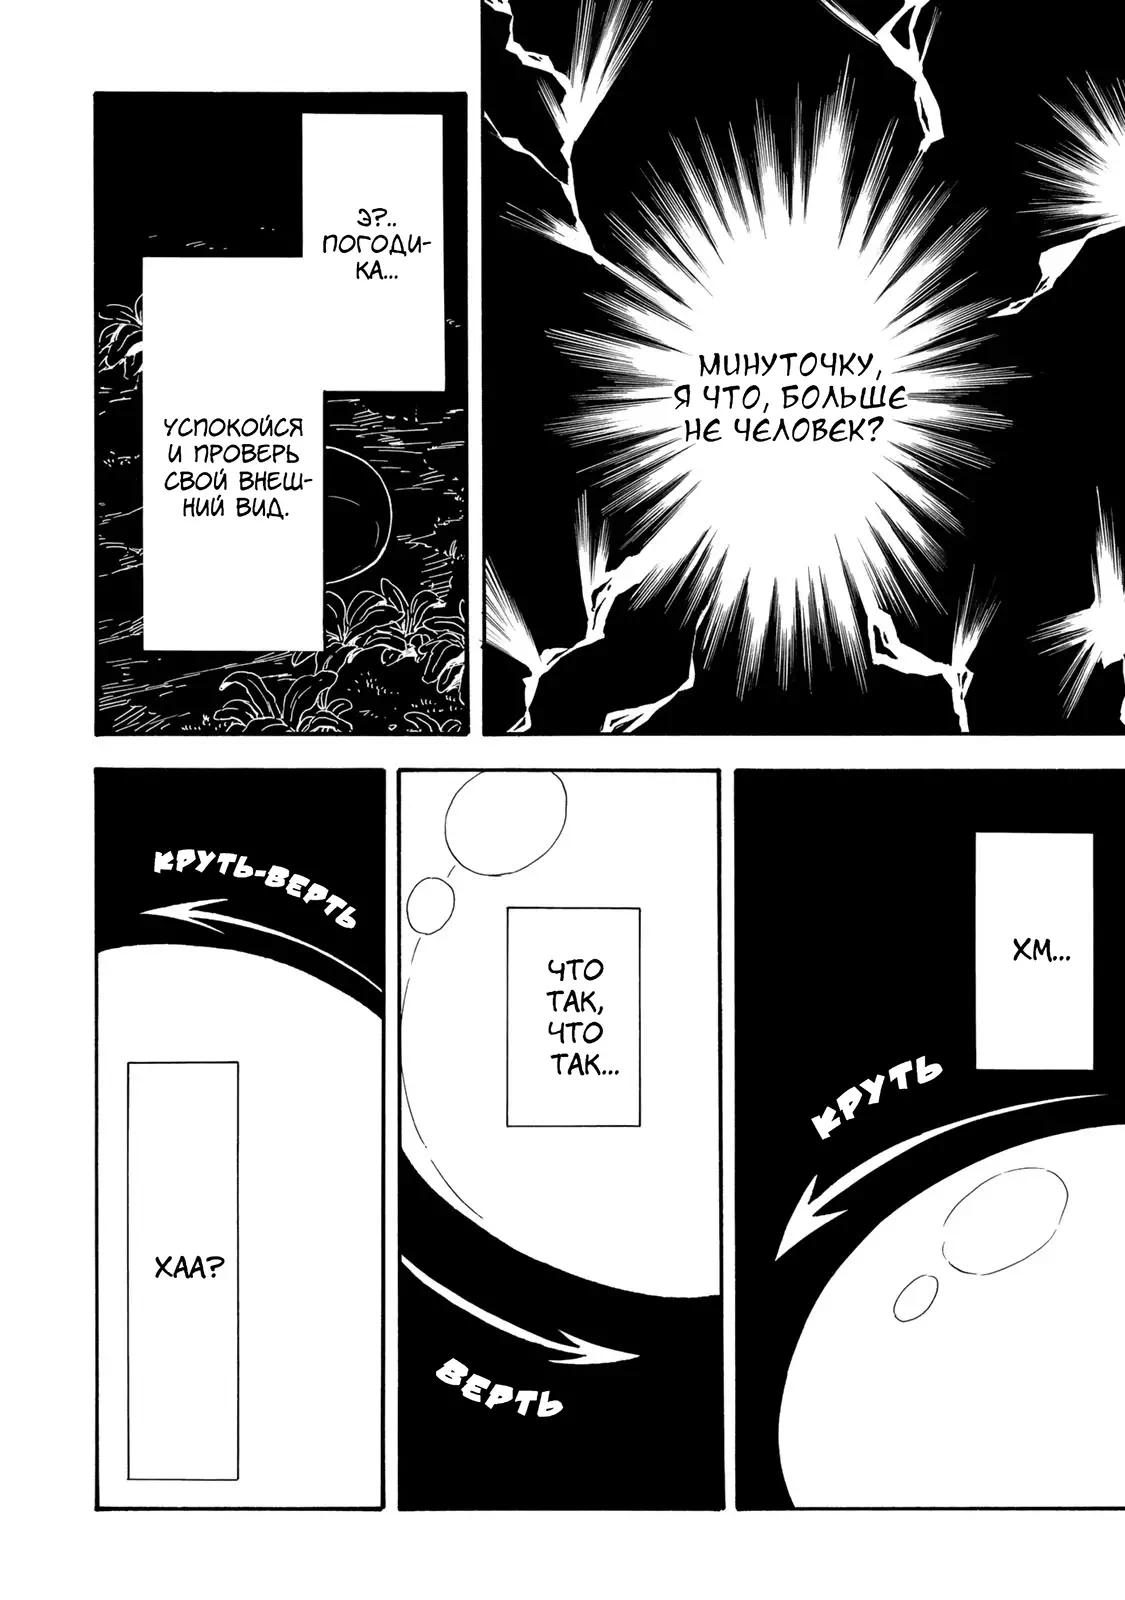 МИНУТОЧКУ,
Я ЧТО, БОЛЬШЕ
НЕ ЧЕЛОВЕК?
Э?..
ПОГОДИ-
КА...
УСПОКОЙСЯ
И ПРОВЕРЬ
СВОЙ ВНЕШ-
НИЙ ВИД.
ХМ...
КРУТЬ
ЧТО
ТАК,
ЧТО
ТАК...
ВЕРТЬ
КРУТЬ-ВЕРТЬ
ХАА?